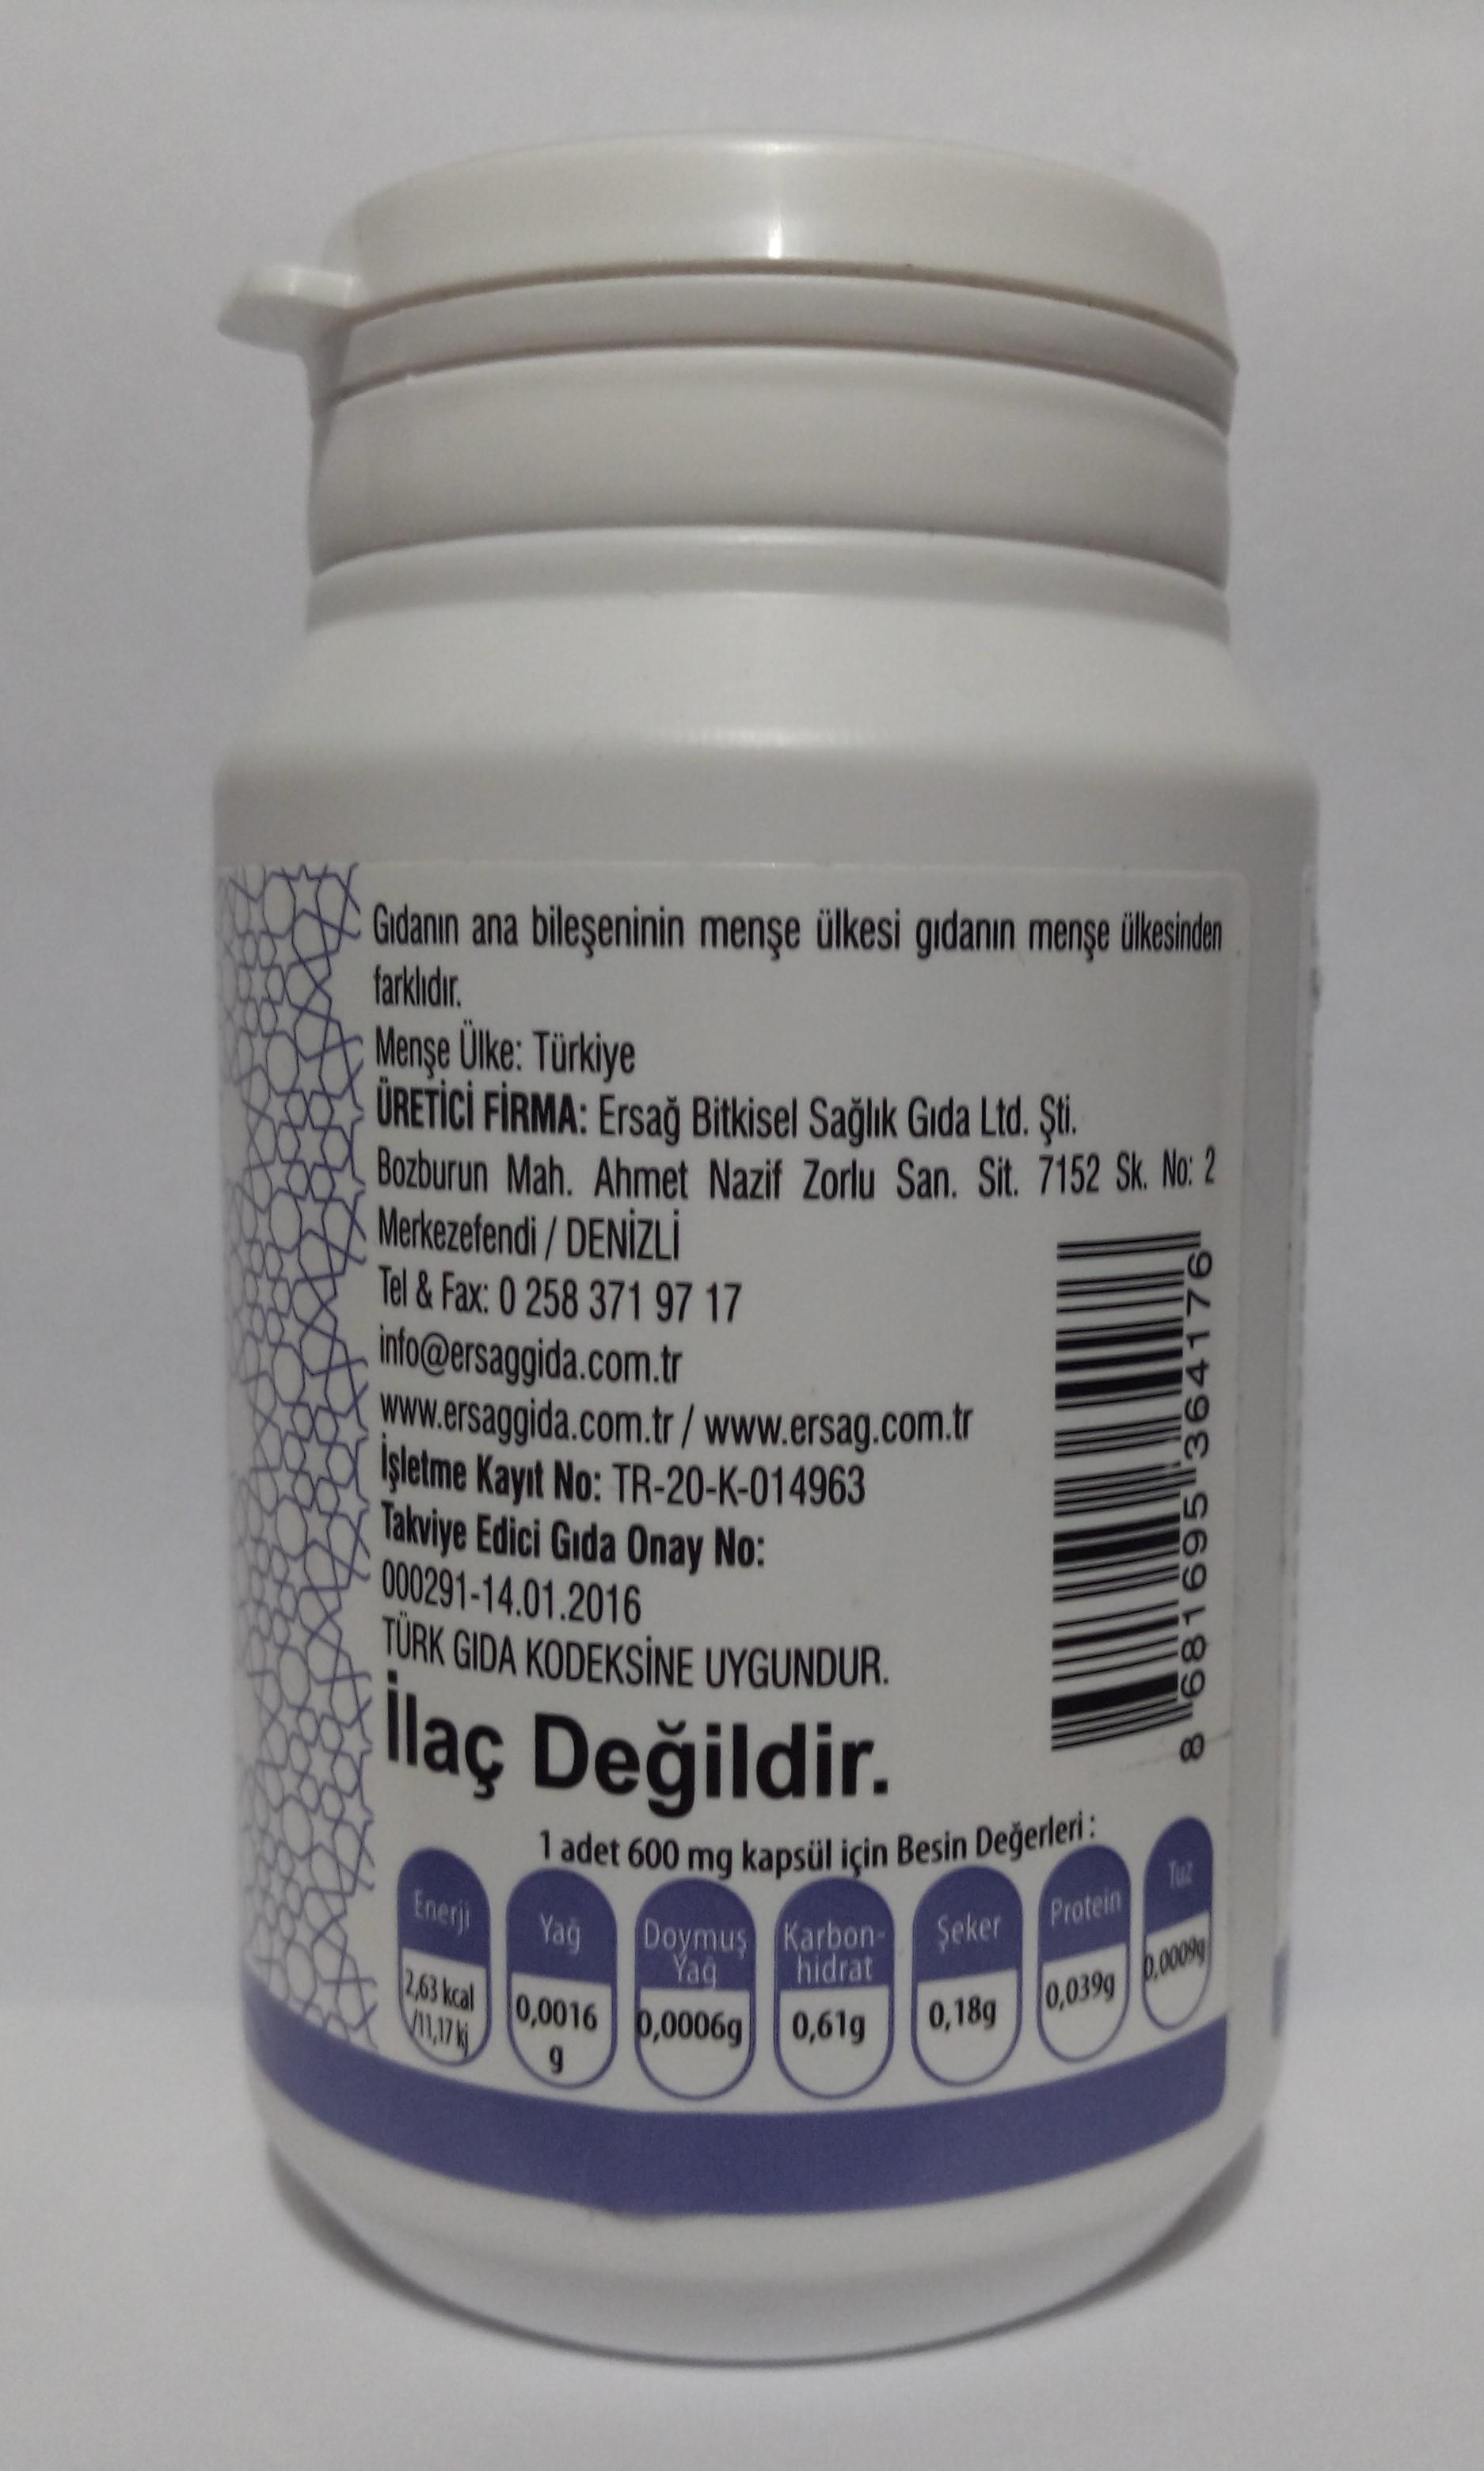 Gıdanın ana bileşeninin menşe ülkesi gıdanın menşe ülkesinden
farklıdır.
Menşe Ülke: Türkiye
ÜRETİCİ FİRMA: Ersağ Bitkisel Sağlık Gıda Ltd. Şti.
Bozburun Mah. Ahmet Nazif Zorlu San. Sit. 7152 Sk. No: 2
Merkezefendi / DENİZLİ
Tel & Fax: 0 258 371 97 17
info@ersaggida.com.tr
www.ersaggida.com.tr / www.ersag.com.tr
İşletme Kayıt No: TR-20-K-014963
Takviye Edici Gıda Onay No:
000291-14.01.2016
TÜRK GIDA KODEKSİNE UYGUNDUR.
İlaç Değildir.
8 681695 364176
1 adet 600 mg kapsül için Besin Değerleri :
Enerji
2,63 kcal
/11,17 kj
Yağ
0,0016
g
Doymuş
Yağ
0,0006g
Karbon-
hidrat
0,61g
Şeker
0,18g
Protein
0,039g
Tuz
0,0009g